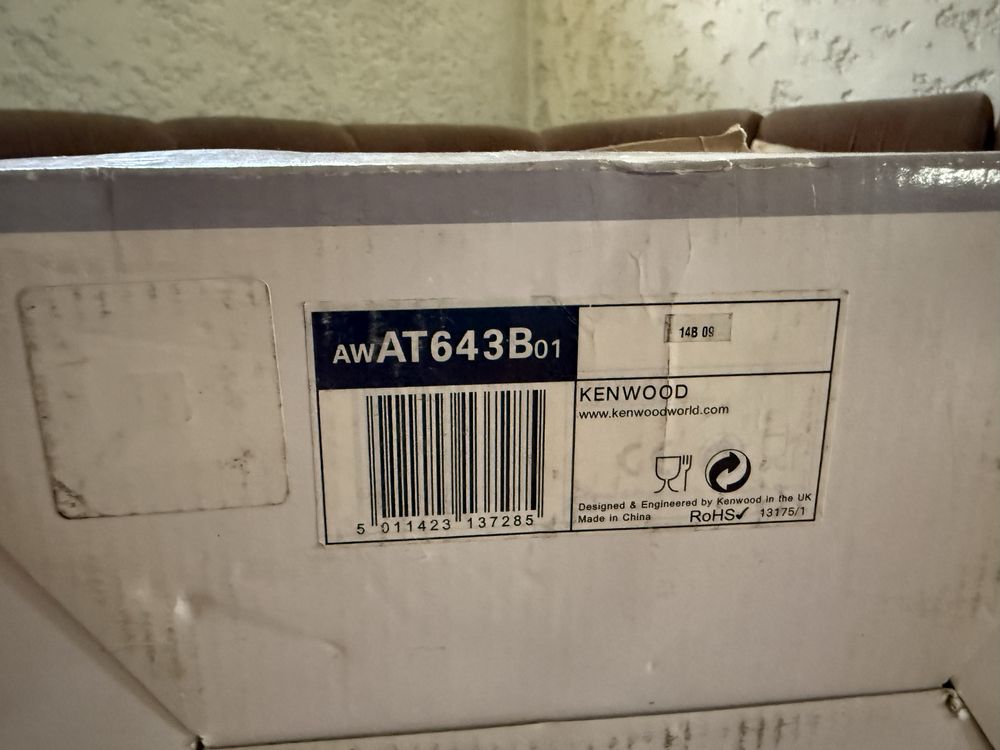 AWAT643B01
14B 09
KENWOOD
www.kenwoodworld.com
Designed & Engineered by Kenwood in the UK
Made in China RoHS✓ 13175/1
5 011423 137285